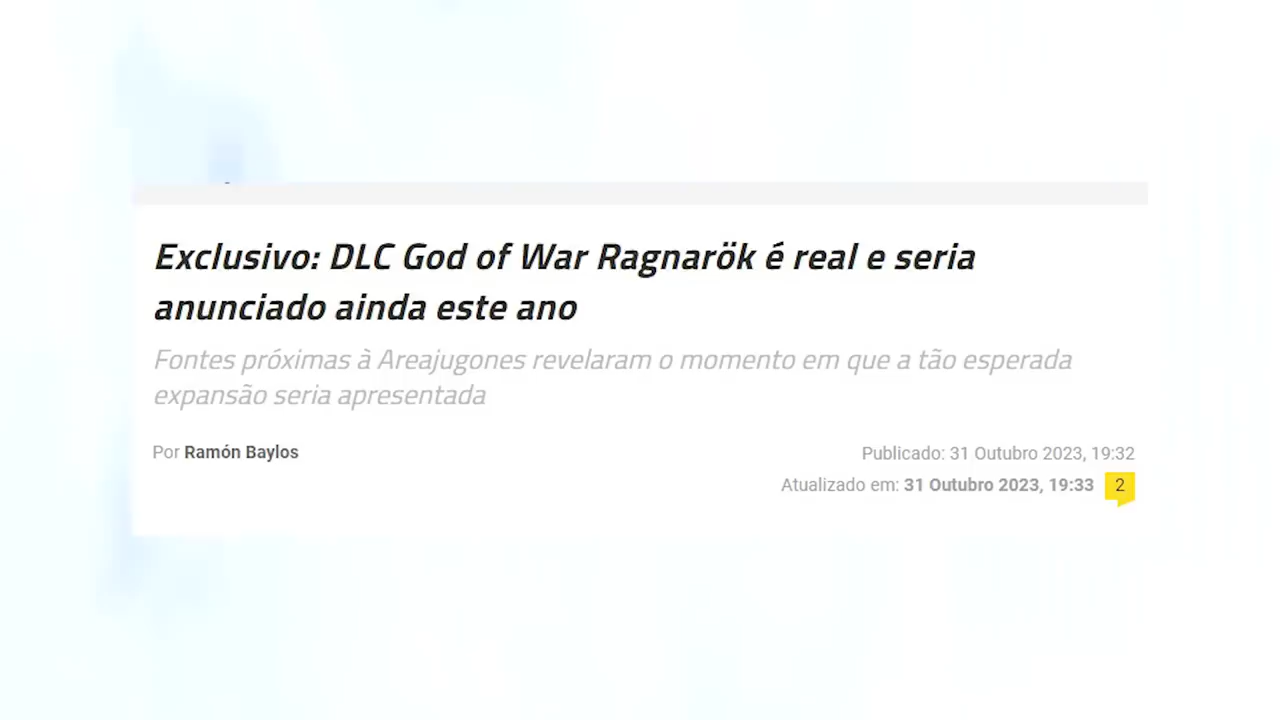 Exclusivo: DLC God of War Ragnarök é real e seria
anunciado ainda este ano
Fontes próximas à Areajugones revelaram o momento em que a tão esperada
expansão seria apresentada
Por Ramón Baylos
Publicado: 31 Outubro 2023, 19:32
Atualizado em: 31 Outubro 2023, 19:33 2